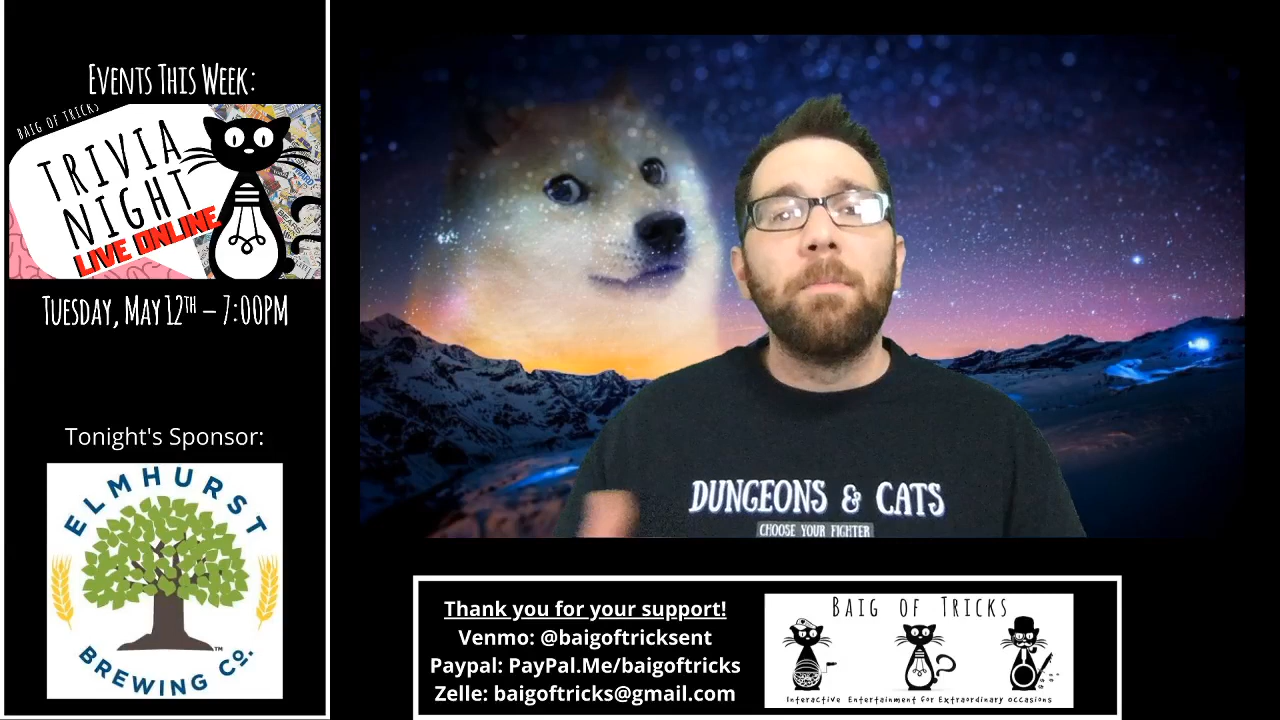 EVENTS THIS WEEK:
BAIG OF TRICKS
TRIVIA
NIGHT
LIVE ONLINE
TUESDAY, MAY 12TH – 7:00PM
Tonight's Sponsor:
ELMHURST
BREWING CO.
TM
DUNGEONS & CATS
CHOOSE YOUR FIGHTER
Thank you for your support!
Venmo: @baigoftricksent
Paypal: PayPal.Me/baigoftricks
Zelle: baigoftricks@gmail.com
BAIG OF TRICKS
Interactive Entertainment for Extraordinary occasions